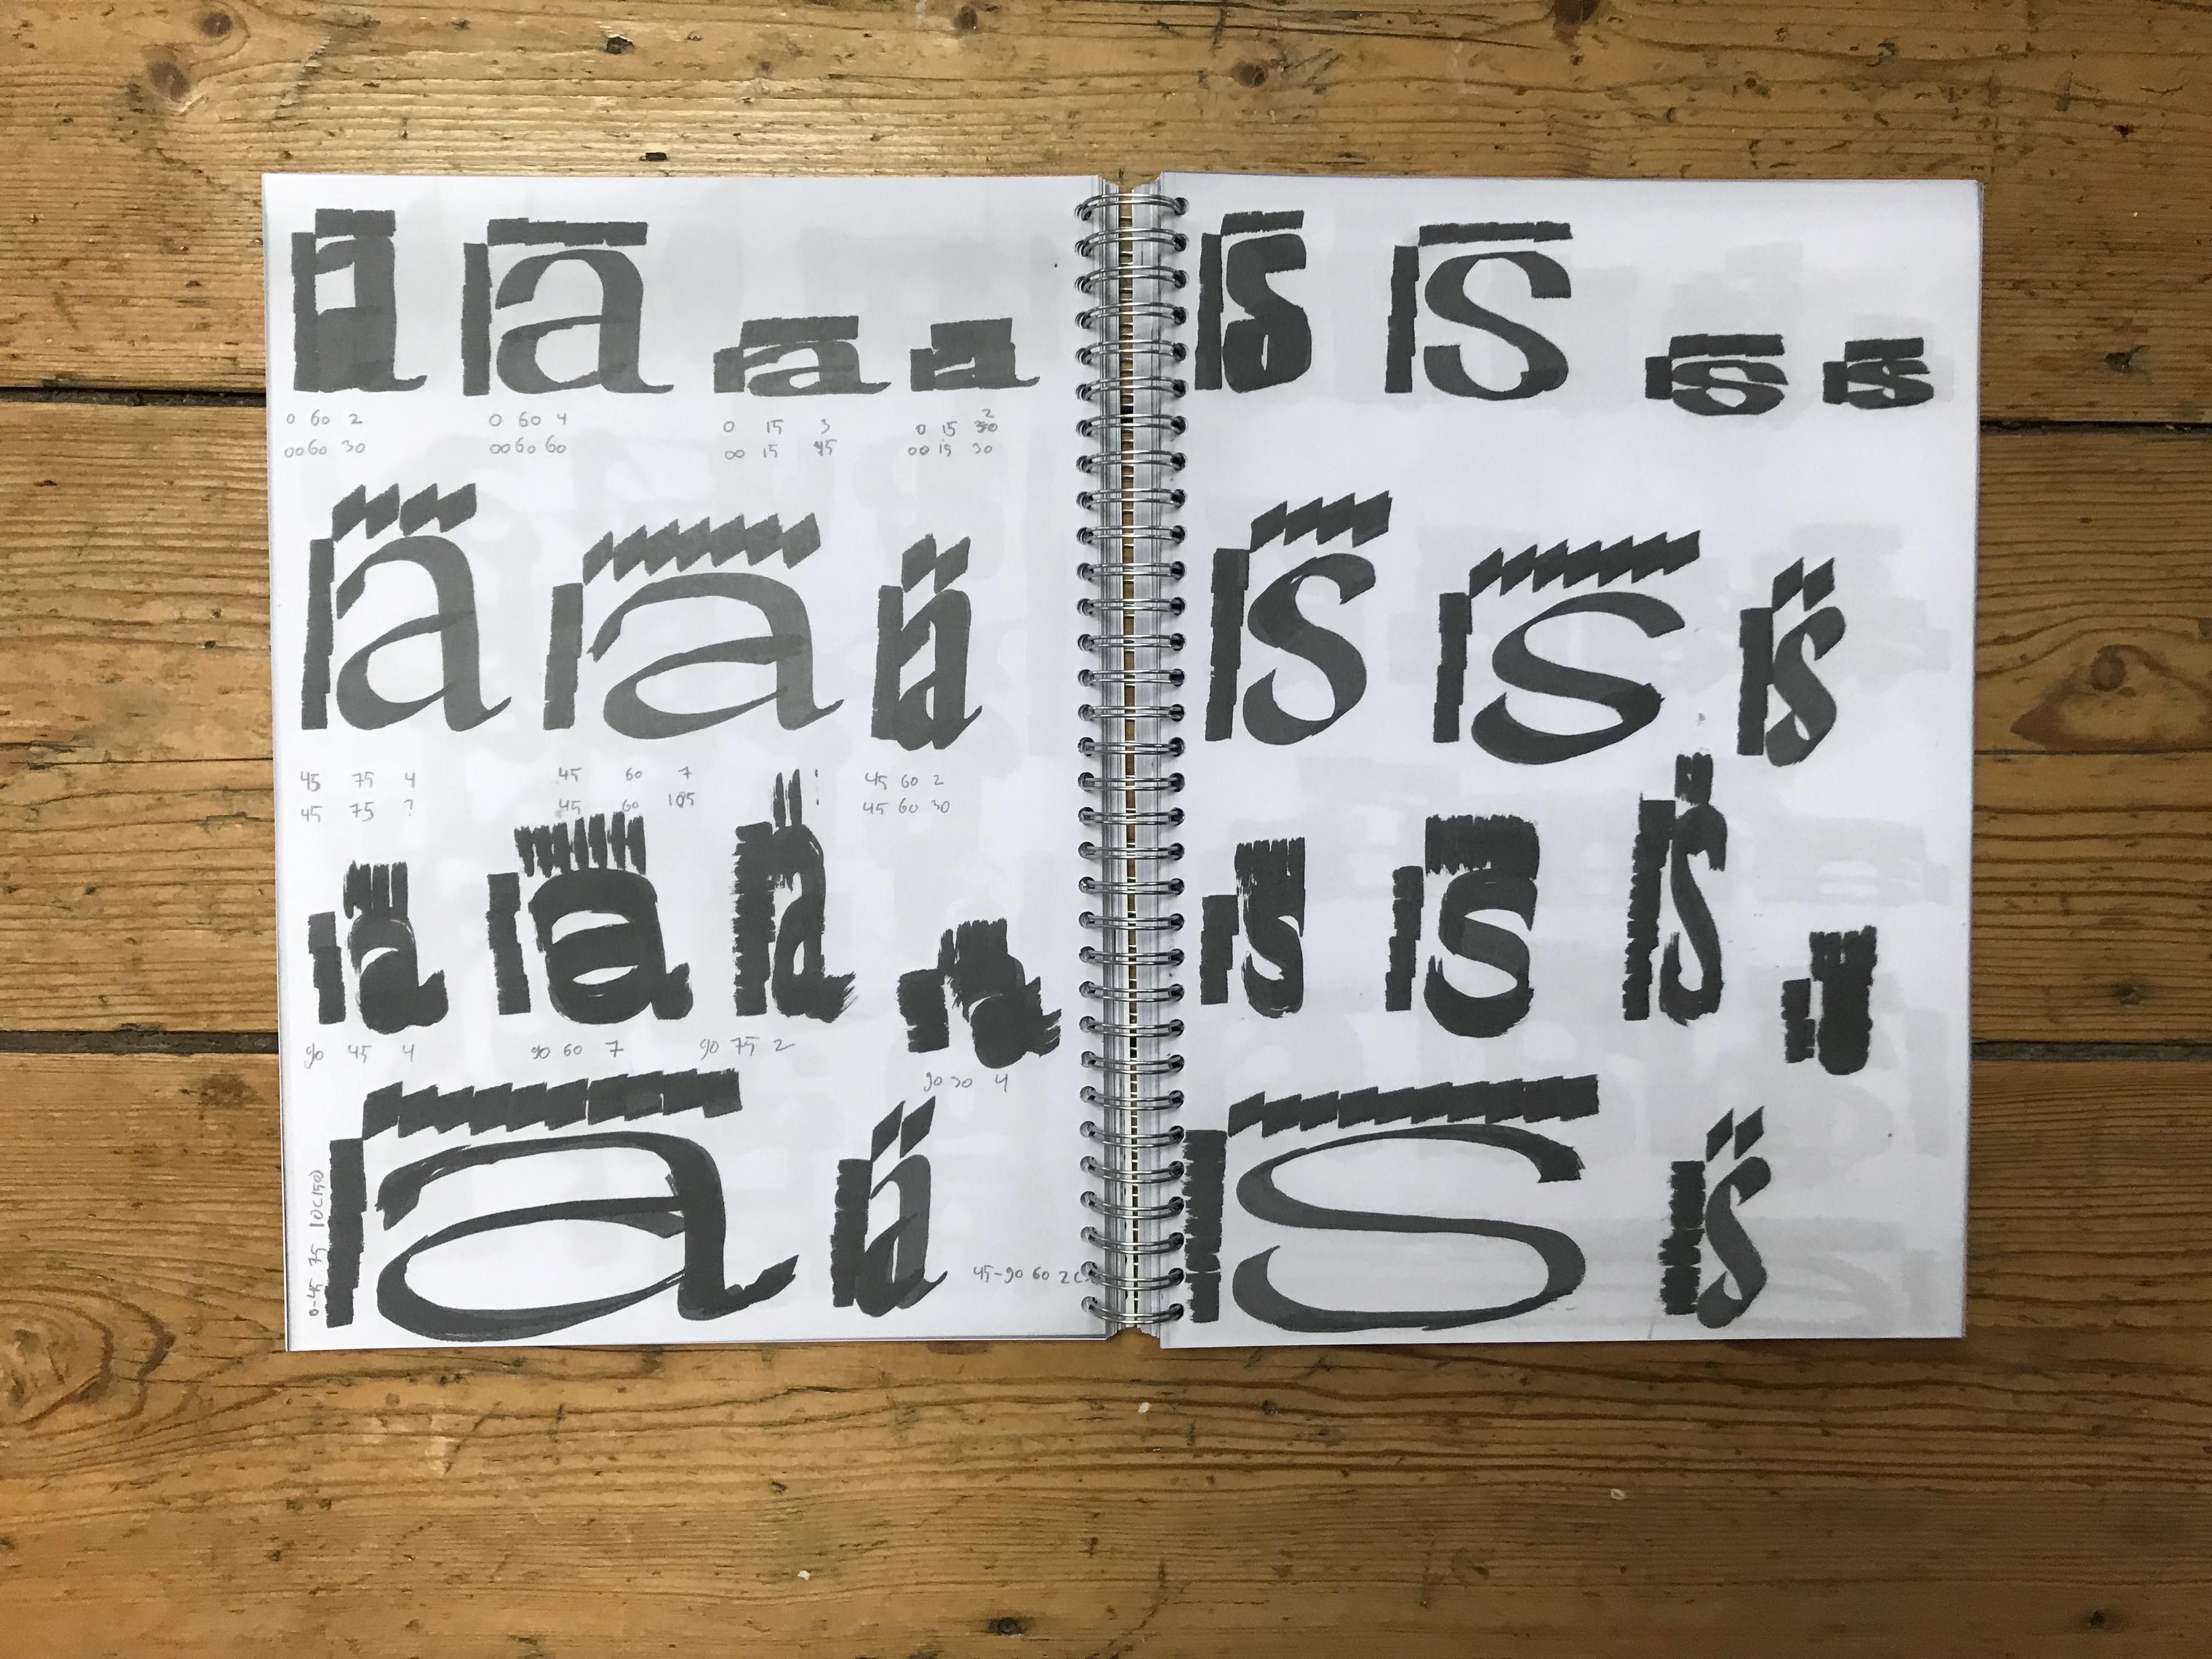 a a a a
0 60 2 0 60 4 0 15 3 0 15 2
00 60 30 00 60 60 00 15 45 00 15 30
a a a
45 75 4 45 60 7 45 60 2
45 75 ? 45 60 105 45 60 30
a a a a
90 45 4 90 60 7 90 75 2
90 30 4
a a
0-45 75 10(150)
45-90 60 2
s s s s
s s s
s s s
s s